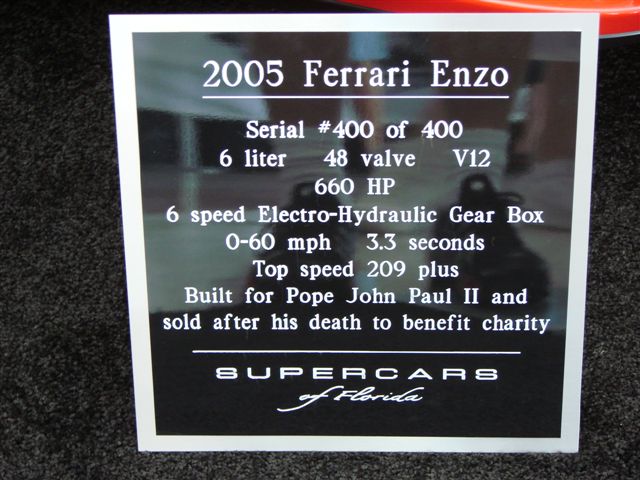 2005 Ferrari Enzo
Serial #400 of 400
6 liter 48 valve V12
660 HP
6 speed Electro-Hydraulic Gear Box
0-60 mph 3.3 seconds
Top speed 209 plus
Built for Pope John Paul II and
sold after his death to benefit charity
SUPERCARS
of Florida